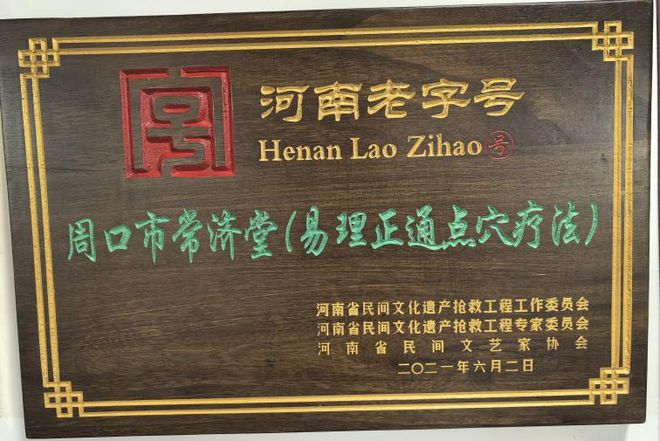 河南老字号
Henan Lao Zihao 号
周口市常济堂(易理正通点穴疗法)
河南省民间文化遗产抢救工程工作委员会
河南省民间文化遗产抢救工程专家委员会
河南省民间文艺家协会
二〇二一年六月二日